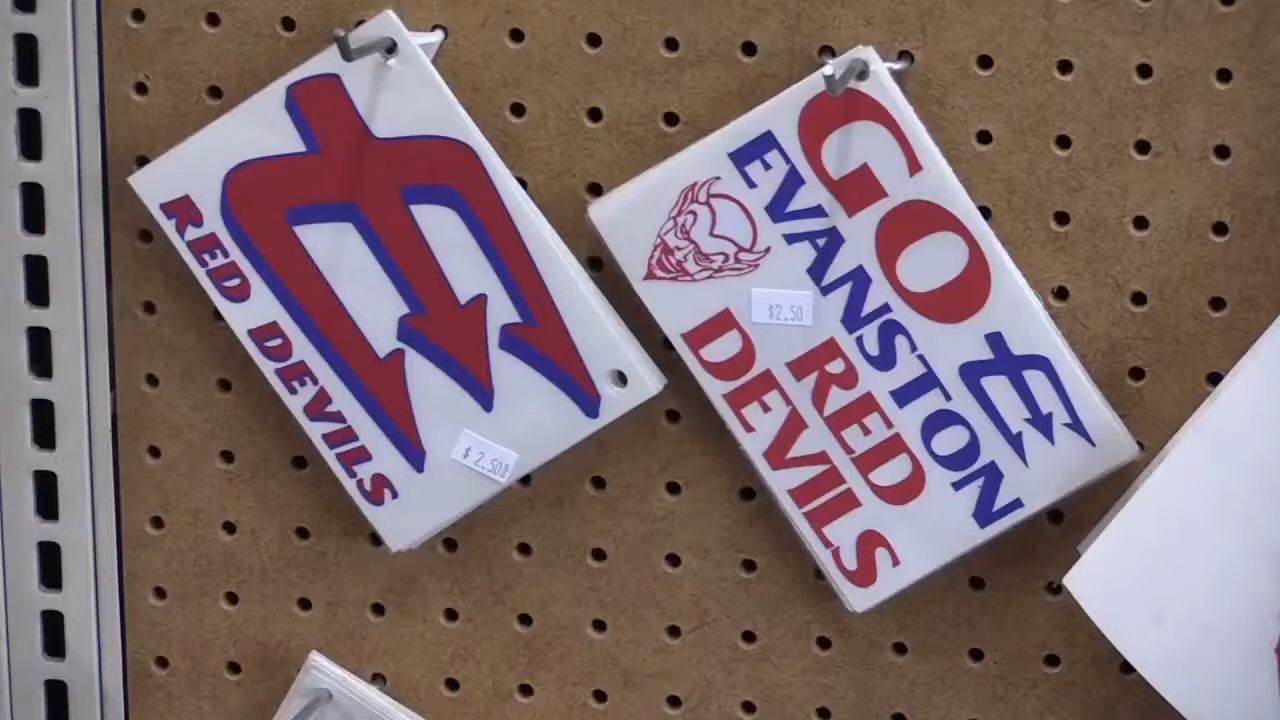 RED DEVILS
$2.50
GO
EVANSTON
RED
DEVILS
$2.50